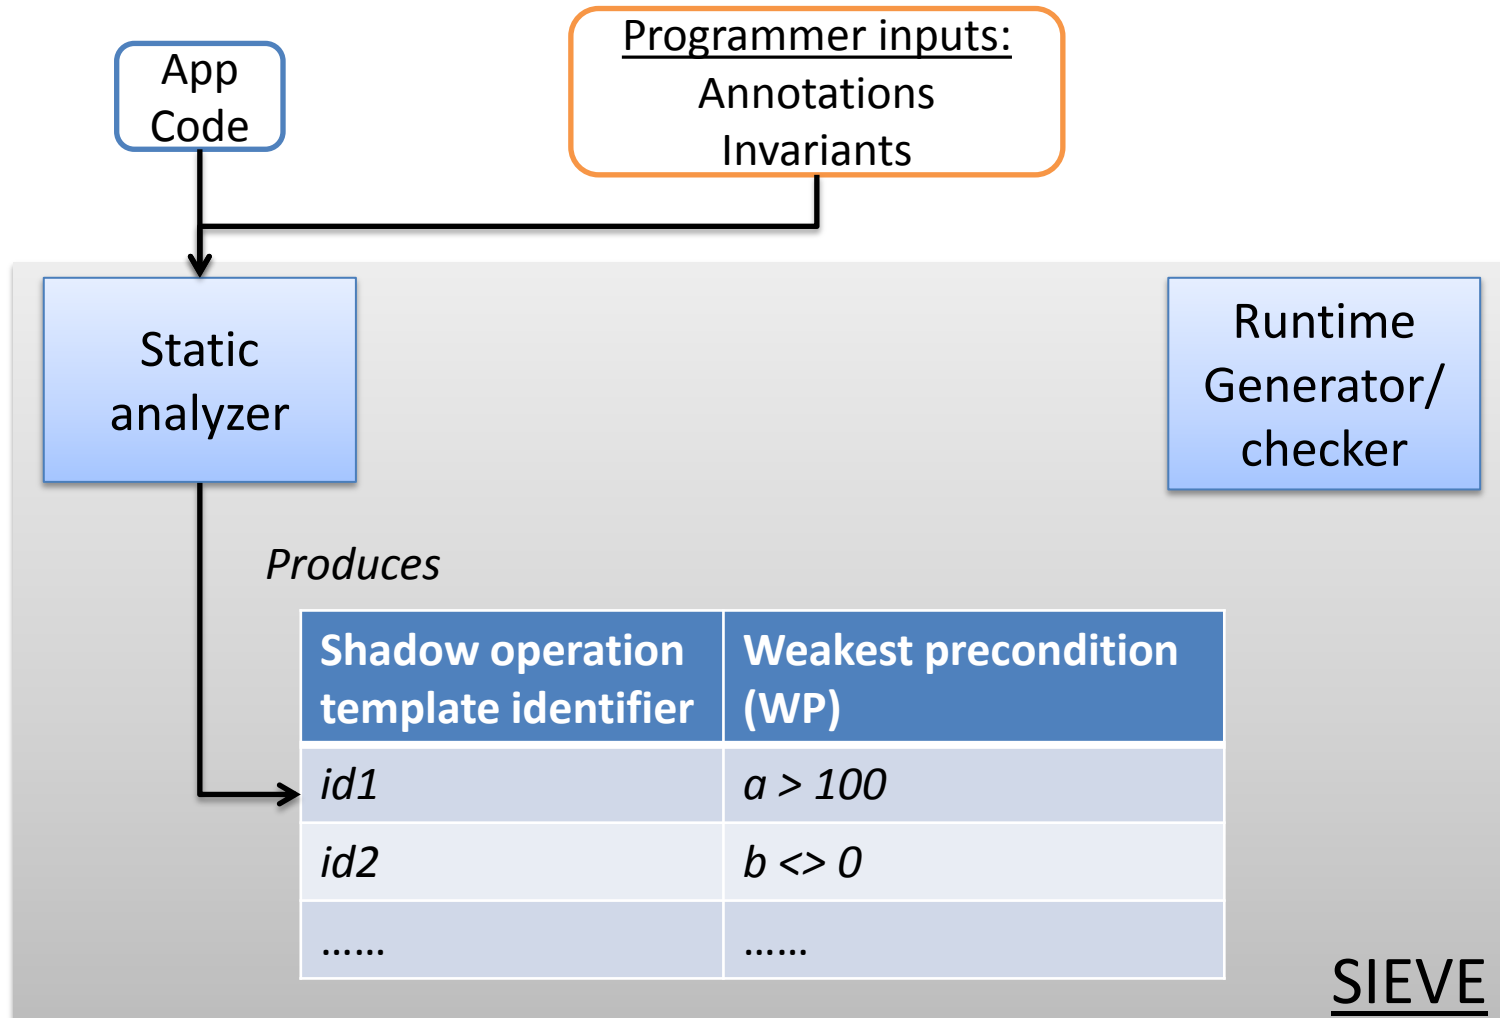 App
Code
Programmer inputs:
Annotations
Invariants
Static
analyzer
Runtime
Generator/
checker
Produces
Shadow operation
template identifier
Weakest precondition
(WP)
id1
a > 100
id2
b <> 0
......
......
SIEVE